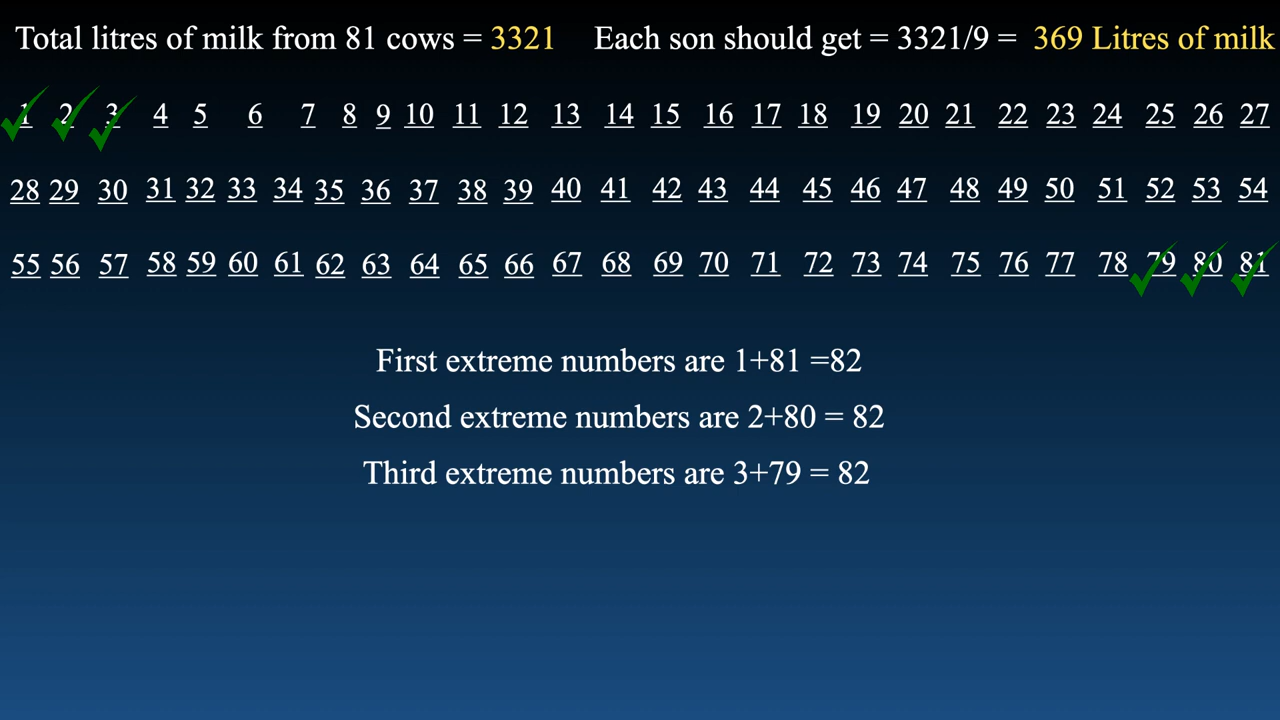 Total litres of milk from 81 cows = 3321 Each son should get = 3321/9 = 369 Litres of milk
1 2 3 4 5 6 7 8 9 10 11 12 13 14 15 16 17 18 19 20 21 22 23 24 25 26 27
28 29 30 31 32 33 34 35 36 37 38 39 40 41 42 43 44 45 46 47 48 49 50 51 52 53 54
55 56 57 58 59 60 61 62 63 64 65 66 67 68 69 70 71 72 73 74 75 76 77 78 79 80 81
First extreme numbers are 1+81 =82
Second extreme numbers are 2+80 = 82
Third extreme numbers are 3+79 = 82